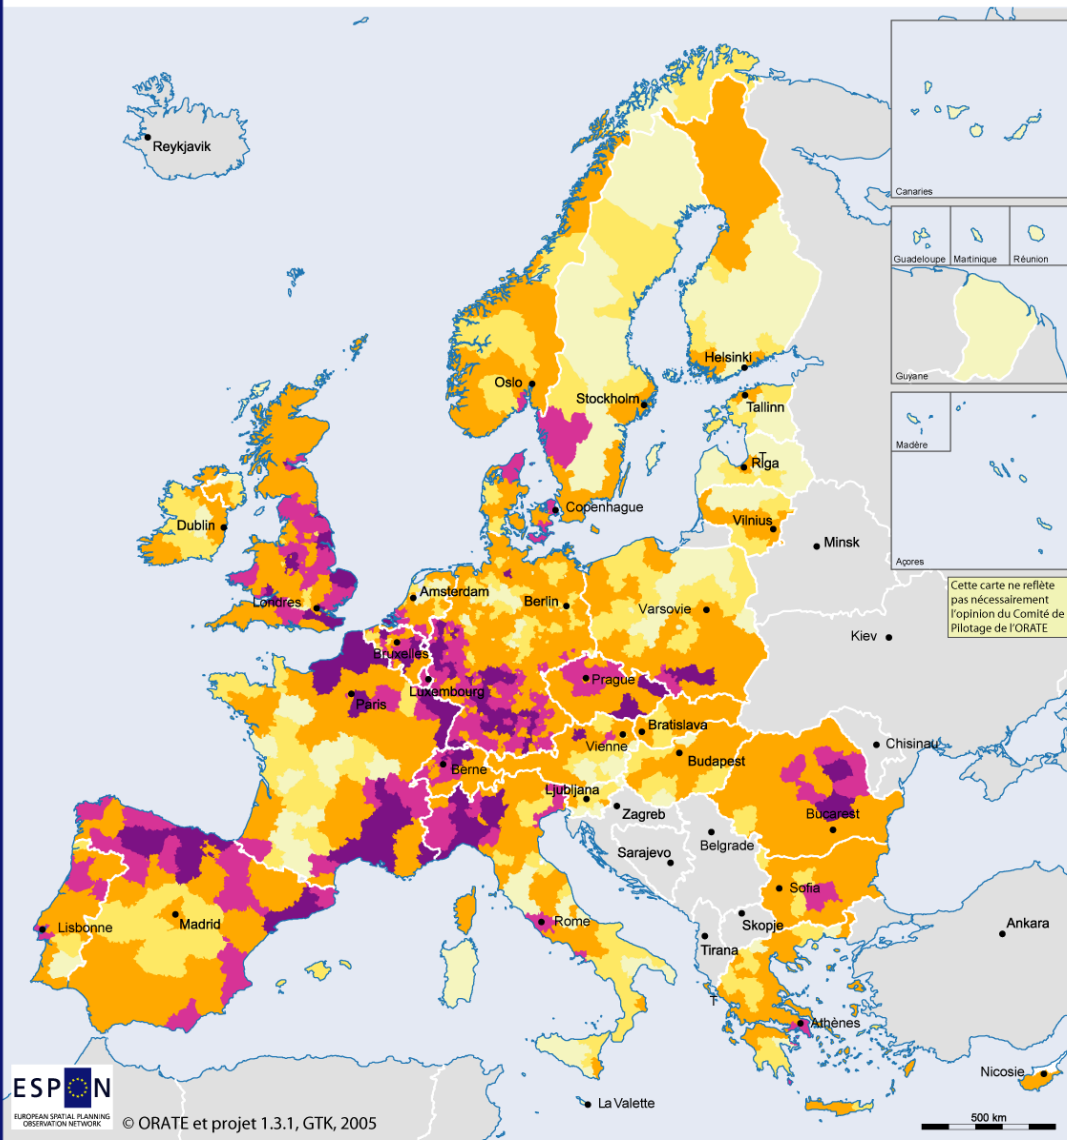 Reykjavik
Canaries
Guadeloupe
Martinique
Réunion
Guyane
Madère
Açores
Cette carte ne reflète
pas nécessairement
l'opinion du Comité de
Pilotage de l'ORATE
Helsinki
Oslo
Stockholm
Tallinn
Rīga
Copenhague
Dublin
Vilnius
Minsk
Amsterdam
Londres
Berlin
Varsovie
Kiev
Bruxelles
Luxembourg
Prague
Paris
Bratislava
Vienne
Chisinau
Budapest
Berne
Ljubljana
Zagreb
Bucarest
Belgrade
Sarajevo
Sofia
Madrid
Lisbonne
Rome
Skopje
Ankara
Tirana
Athènes
Nicosie
La Valette
ESPON
EUROPEAN SPATIAL PLANNING
OBSERVATION NETWORK
© ORATE et projet 1.3.1, GTK, 2005
500 km